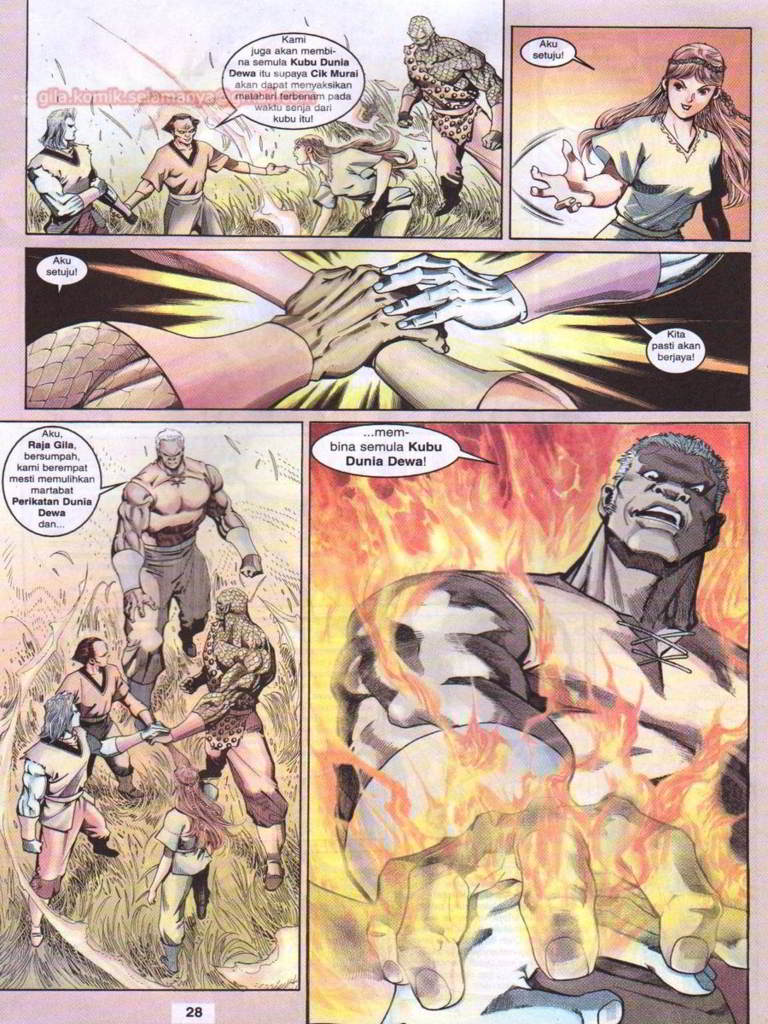 Kami
juga akan membi-
na semula Kubu Dunia
Dewa itu supaya Cik Murai
akan dapat menyaksikan
matahari terbenam pada
waktu senja dari
kubu itu!
gila.komik.selamanya
Aku
setuju!
Aku
setuju!
Kita
pasti akan
berjaya!
Aku,
Raja Gila,
bersumpah,
kami berempat
mesti memulihkan
martabat
Perikatan Dunia
Dewa
dan...
...mem-
bina semula Kubu
Dunia Dewa!
28